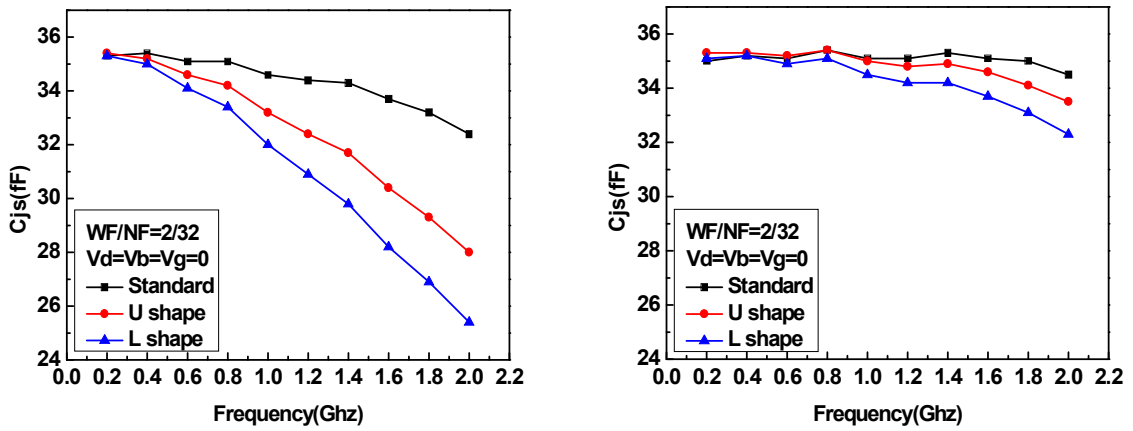 36
34
32
30
28
26
24
Cjs(fF)
WF/NF=2/32
Vd=Vb=Vg=0
Standard
U shape
L shape
0.0 0.2 0.4 0.6 0.8 1.0 1.2 1.4 1.6 1.8 2.0 2.2
Frequency(Ghz)
36
34
32
30
28
26
24
Cjs(fF)
WF/NF=2/32
Vd=Vb=Vg=0
Standard
U shape
L shape
0.0 0.2 0.4 0.6 0.8 1.0 1.2 1.4 1.6 1.8 2.0 2.2
Frequency(Ghz)